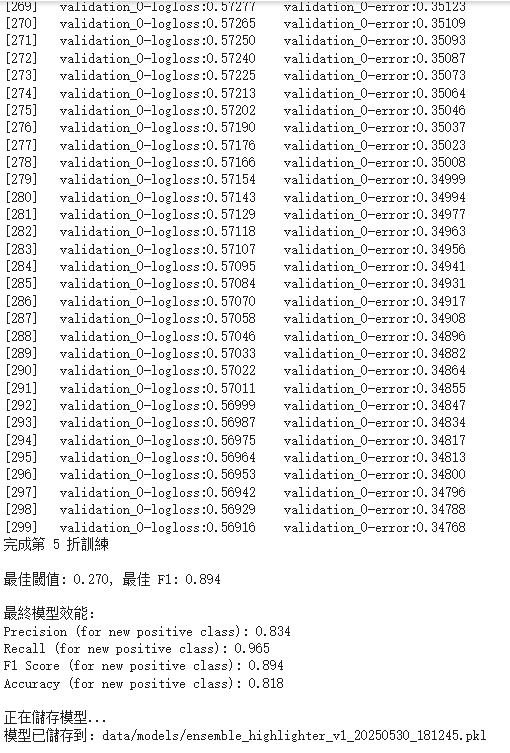 [269] validation_0-logloss:0.57277 validation_0-error:0.35123
[270] validation_0-logloss:0.57265 validation_0-error:0.35109
[271] validation_0-logloss:0.57250 validation_0-error:0.35093
[272] validation_0-logloss:0.57240 validation_0-error:0.35087
[273] validation_0-logloss:0.57225 validation_0-error:0.35073
[274] validation_0-logloss:0.57213 validation_0-error:0.35064
[275] validation_0-logloss:0.57202 validation_0-error:0.35046
[276] validation_0-logloss:0.57190 validation_0-error:0.35037
[277] validation_0-logloss:0.57176 validation_0-error:0.35023
[278] validation_0-logloss:0.57166 validation_0-error:0.35008
[279] validation_0-logloss:0.57154 validation_0-error:0.34999
[280] validation_0-logloss:0.57143 validation_0-error:0.34994
[281] validation_0-logloss:0.57129 validation_0-error:0.34977
[282] validation_0-logloss:0.57118 validation_0-error:0.34963
[283] validation_0-logloss:0.57107 validation_0-error:0.34956
[284] validation_0-logloss:0.57095 validation_0-error:0.34941
[285] validation_0-logloss:0.57084 validation_0-error:0.34931
[286] validation_0-logloss:0.57070 validation_0-error:0.34917
[287] validation_0-logloss:0.57058 validation_0-error:0.34908
[288] validation_0-logloss:0.57046 validation_0-error:0.34896
[289] validation_0-logloss:0.57033 validation_0-error:0.34882
[290] validation_0-logloss:0.57022 validation_0-error:0.34864
[291] validation_0-logloss:0.57011 validation_0-error:0.34855
[292] validation_0-logloss:0.56999 validation_0-error:0.34847
[293] validation_0-logloss:0.56987 validation_0-error:0.34834
[294] validation_0-logloss:0.56975 validation_0-error:0.34817
[295] validation_0-logloss:0.56964 validation_0-error:0.34813
[296] validation_0-logloss:0.56953 validation_0-error:0.34800
[297] validation_0-logloss:0.56942 validation_0-error:0.34796
[298] validation_0-logloss:0.56929 validation_0-error:0.34788
[299] validation_0-logloss:0.56916 validation_0-error:0.34768
完成第 5 折訓練
最佳閾值: 0.270, 最佳 F1: 0.894
最終模型效能:
Precision (for new positive class): 0.834
Recall (for new positive class): 0.965
F1 Score (for new positive class): 0.894
Accuracy (for new positive class): 0.818
正在儲存模型...
模型已儲存到: data/models/ensemble_highlighter_v1_20250530_181245.pkl